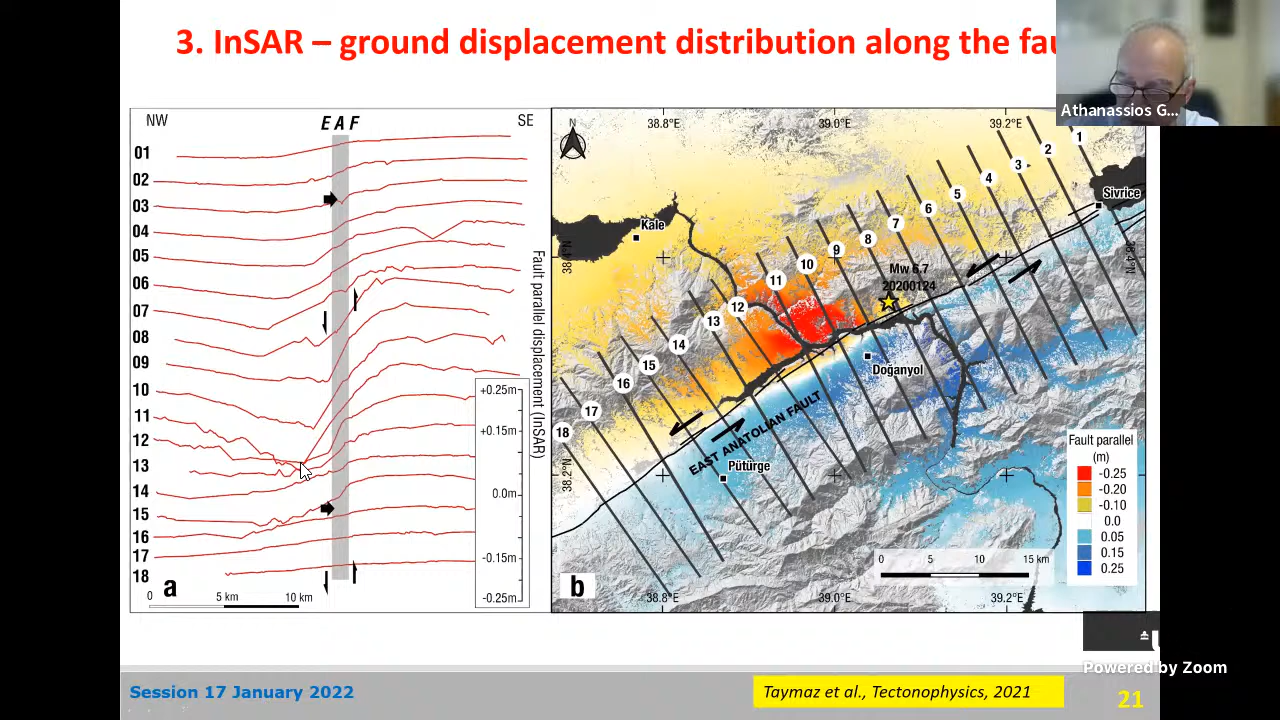 3. InSAR – ground displacement distribution along the fau
Athanassios G...
NW
EAF
SE
01
02
03
04
05
06
07
08
09
10
11
12
13
14
15
16
17
18
Fault parallel displacement (InSAR)
+0.25m
+0.15m
0.0m
-0.15m
-0.25m
a
0
5 km
10 km
N
38.8°E
39.0°E
39.2°E
1
2
3
4
5
6
7
8
9
10
11
12
13
14
15
16
17
18
Sivrice
Kale
38.4°N
38.4°N
Mw 6.7
20200124
Doğanyol
EAST ANATOLIAN FAULT
Pütürge
38.2°N
Fault parallel
(m)
-0.25
-0.20
-0.10
0.0
0.05
0.15
0.25
0
5
10
15 km
b
38.8°E
39.0°E
39.2°E
Powered by Zoom
Session 17 January 2022
Taymaz et al., Tectonophysics, 2021
21